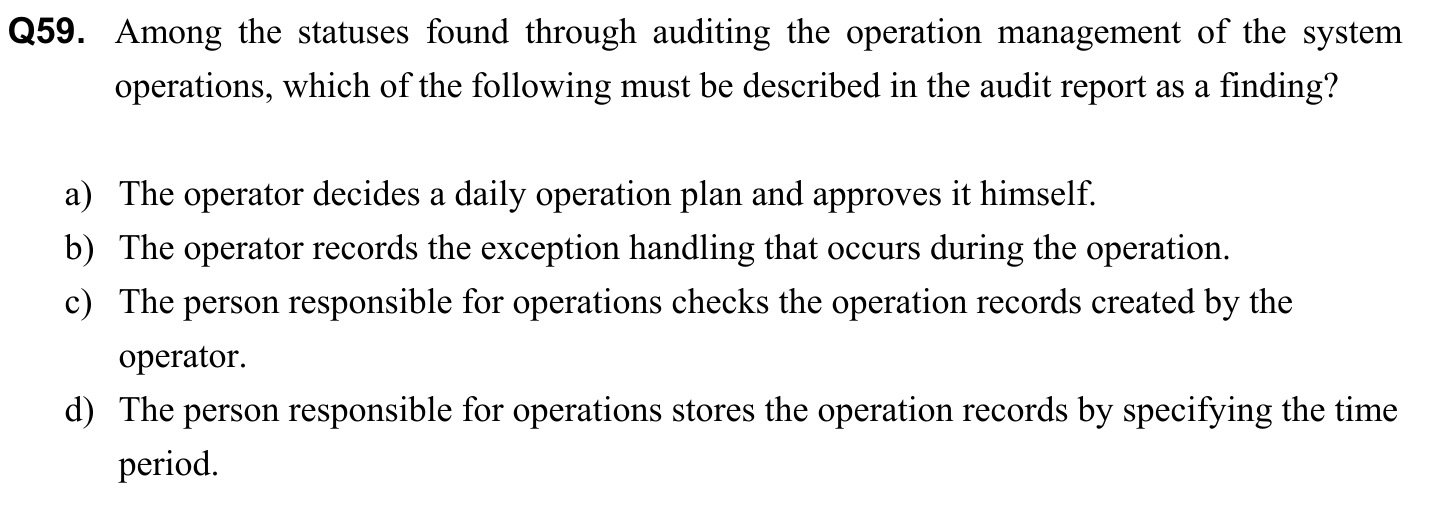 Q59. Among the statuses found through auditing the operation management of the system
operations, which of the following must be described in the audit report as a finding?
a) The operator decides a daily operation plan and approves it himself.
b) The operator records the exception handling that occurs during the operation.
c) The person responsible for operations checks the operation records created by the
operator.
d) The person responsible for operations stores the operation records by specifying the time
period.